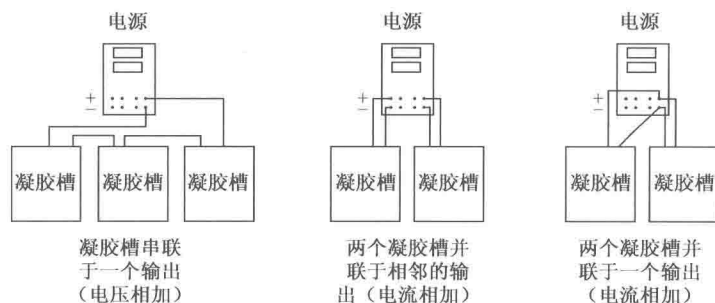 电源
电源
电源
+
−
+
−
+
−
凝胶槽
凝胶槽
凝胶槽
凝胶槽
凝胶槽
凝胶槽
凝胶槽
凝胶槽串联
于一个输出
（电压相加）
两个凝胶槽并
联于相邻的输
出（电流相加）
两个凝胶槽并
联于一个输出
（电流相加）